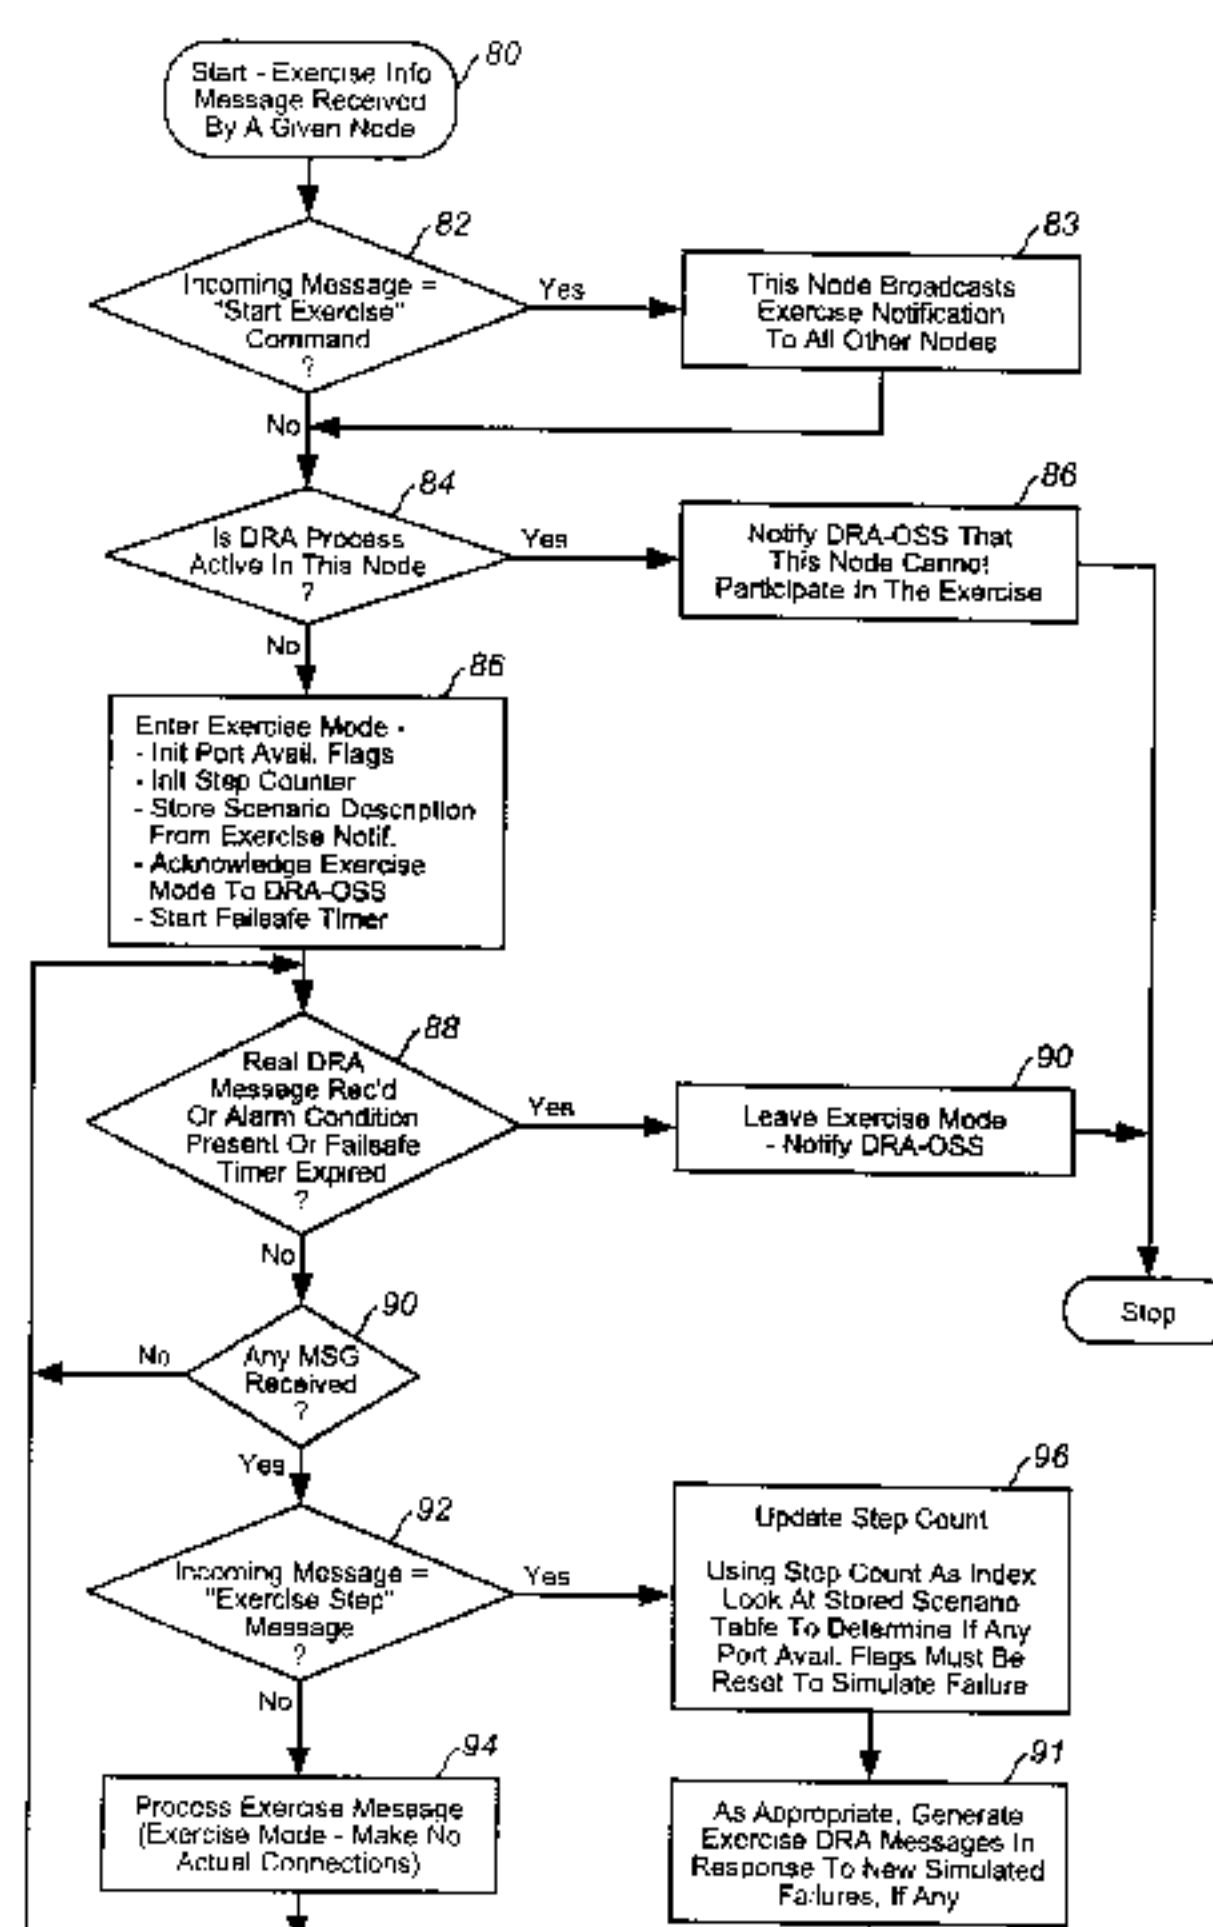 80
Start - Exercise Info
Message Received
By A Given Node
82
Incoming Message =
"Start Exercise"
Command
?
Yes
83
This Node Broadcasts
Exercise Notification
To All Other Nodes
No
84
Is DRA Process
Active In This Node
?
Yes
86
Notify DRA-OSS That
This Node Cannot
Participate In The Exercise
No
86
Enter Exercise Mode -
- Init Port Avail. Flags
- Init Step Counter
- Store Scenario Description
From Exercise Notif.
- Acknowledge Exercise
Mode To DRA-OSS
- Start Failsafe Timer
88
Real DRA
Message Rec'd
Or Alarm Condition
Present Or Failsafe
Timer Expired
?
Yes
90
Leave Exercise Mode
- Notify DRA-OSS
No
Stop
90
Any MSG
Received
?
No
Yes
92
Incoming Message =
"Exercise Step"
Message
?
Yes
96
Update Step Count
Using Step Count As Index
Look At Stored Scenario
Table To Determine If Any
Port Avail. Flags Must Be
Reset To Simulate Failure
No
94
Process Exercise Message
(Exercise Mode - Make No
Actual Connections)
91
As Appropriate, Generate
Exercise DRA Messages In
Response To New Simulated
Failures, If Any